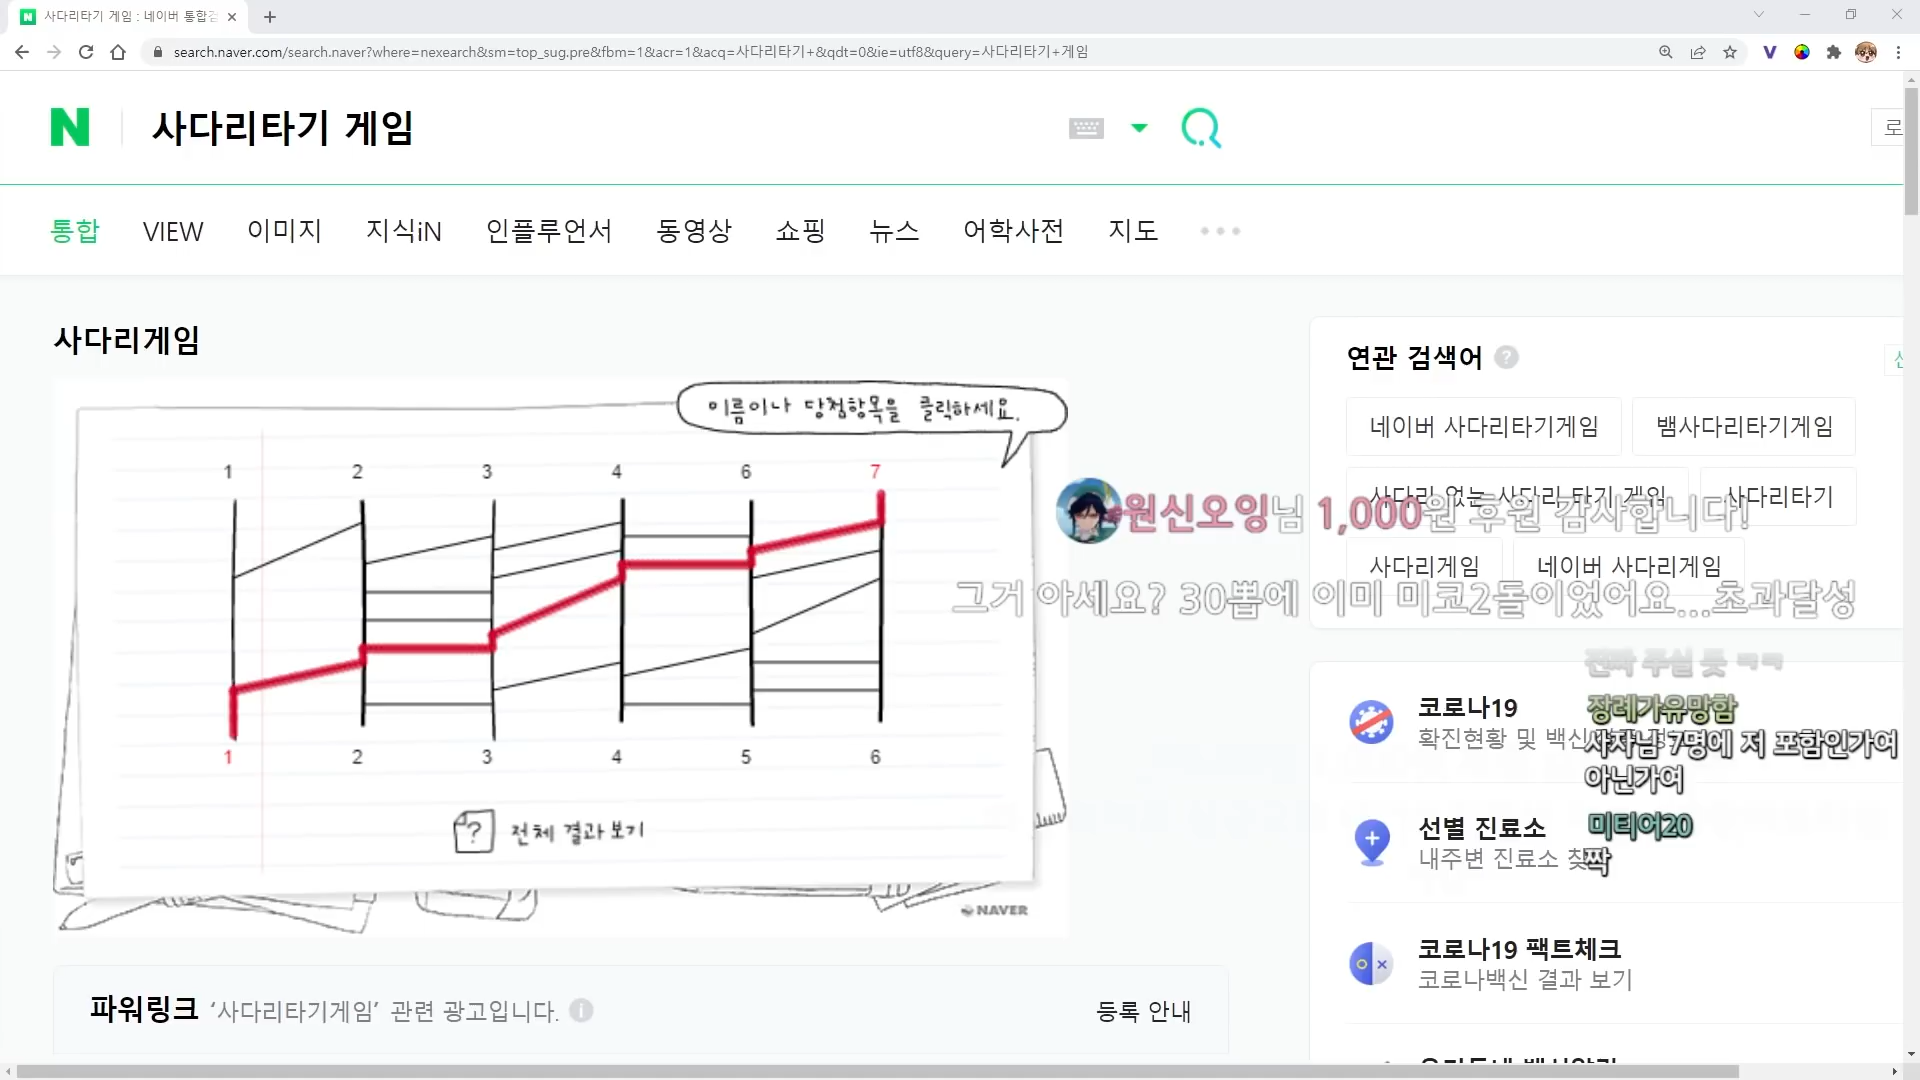 사다리타기 게임 : 네이버 통합검
search.naver.com/search.naver?where=nexearch&sm=top_sug.pre&fbm=1&acr=1&acq=사다리타기+&qdt=0&ie=utf8&query=사다리타기+게임
N 사다리타기 게임
로
통합 VIEW 이미지 지식iN 인플루언서 동영상 쇼핑 뉴스 어학사전 지도
사다리게임
이름이나 당첨항목을 클릭하세요.
1 2 3 4 6 7
1 2 3 4 5 6
? 전체 결과보기
NAVER
파워링크 ‘사다리타기게임’ 관련 광고입니다.
등록 안내
연관 검색어
네이버 사다리타기게임 뱀사다리타기게임
사다리 없는 사다리 타기 게임 사다리타기
사다리게임 네이버 사다리게임
원신오잉님 1,000원 후원 감사합니다!
그거 아세요? 30뽑에 이미 미코2돌이었어요...초과달성
코로나19
확진현황 및 백신
선별 진료소
내주변 진료소
코로나19 팩트체크
코로나백신 결과 보기
진짜 주실 듯 ㅋㅋ
장례가유망함
사사님 7명에 저 포함인가여
아닌가여
미티어20
짝